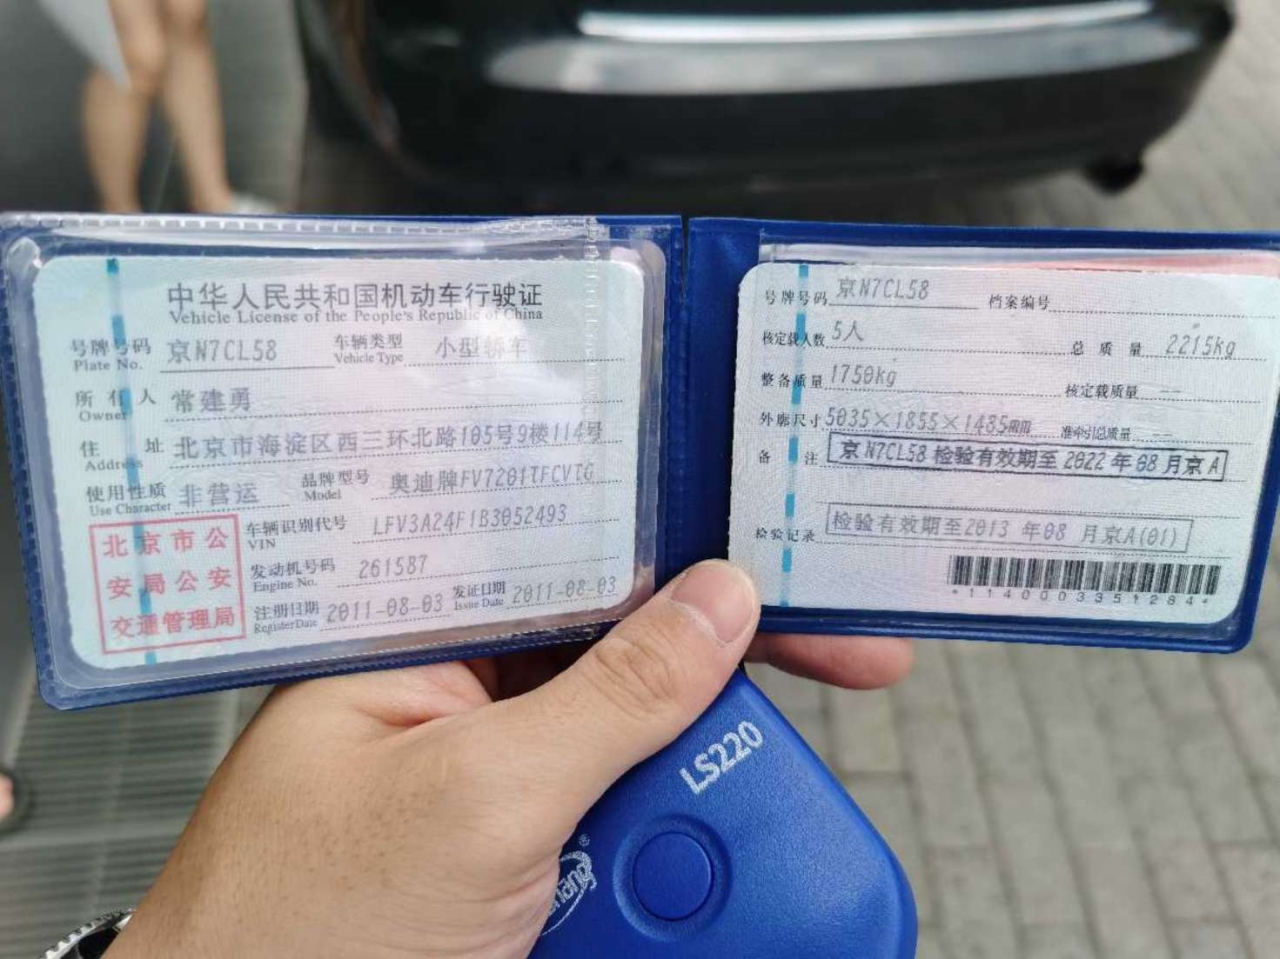 中华人民共和国机动车行驶证
Vehicle License of the People's Republic of China
号牌号码 京N7CL58 车辆类型 小型轿车
Plate No. Vehicle Type
所有人 常建勇
Owner
住址 北京市海淀区西三环北路105号9楼114号
Address
使用性质 非营运 品牌型号 奥迪牌FV7201TFCVTG
Use Character Model
北京市公
安局公安
交通管理局
车辆识别代号 LFV3A24F1B3052493
VIN
发动机号码 261587
Engine No.
注册日期 2011-08-03 发证日期 2011-08-03
Register Date Issue Date
号牌号码 京N7CL58 档案编号
核定载人数 5人 总质量 2215kg
整备质量 1750kg 核定载质量 --
外廓尺寸 5035×1855×1485mm 准牵引总质量 --
备注 京N7CL58 检验有效期至2022年08月京A
检验记录 检验有效期至2013年08月京A(01)
*1140003351284*
LS220